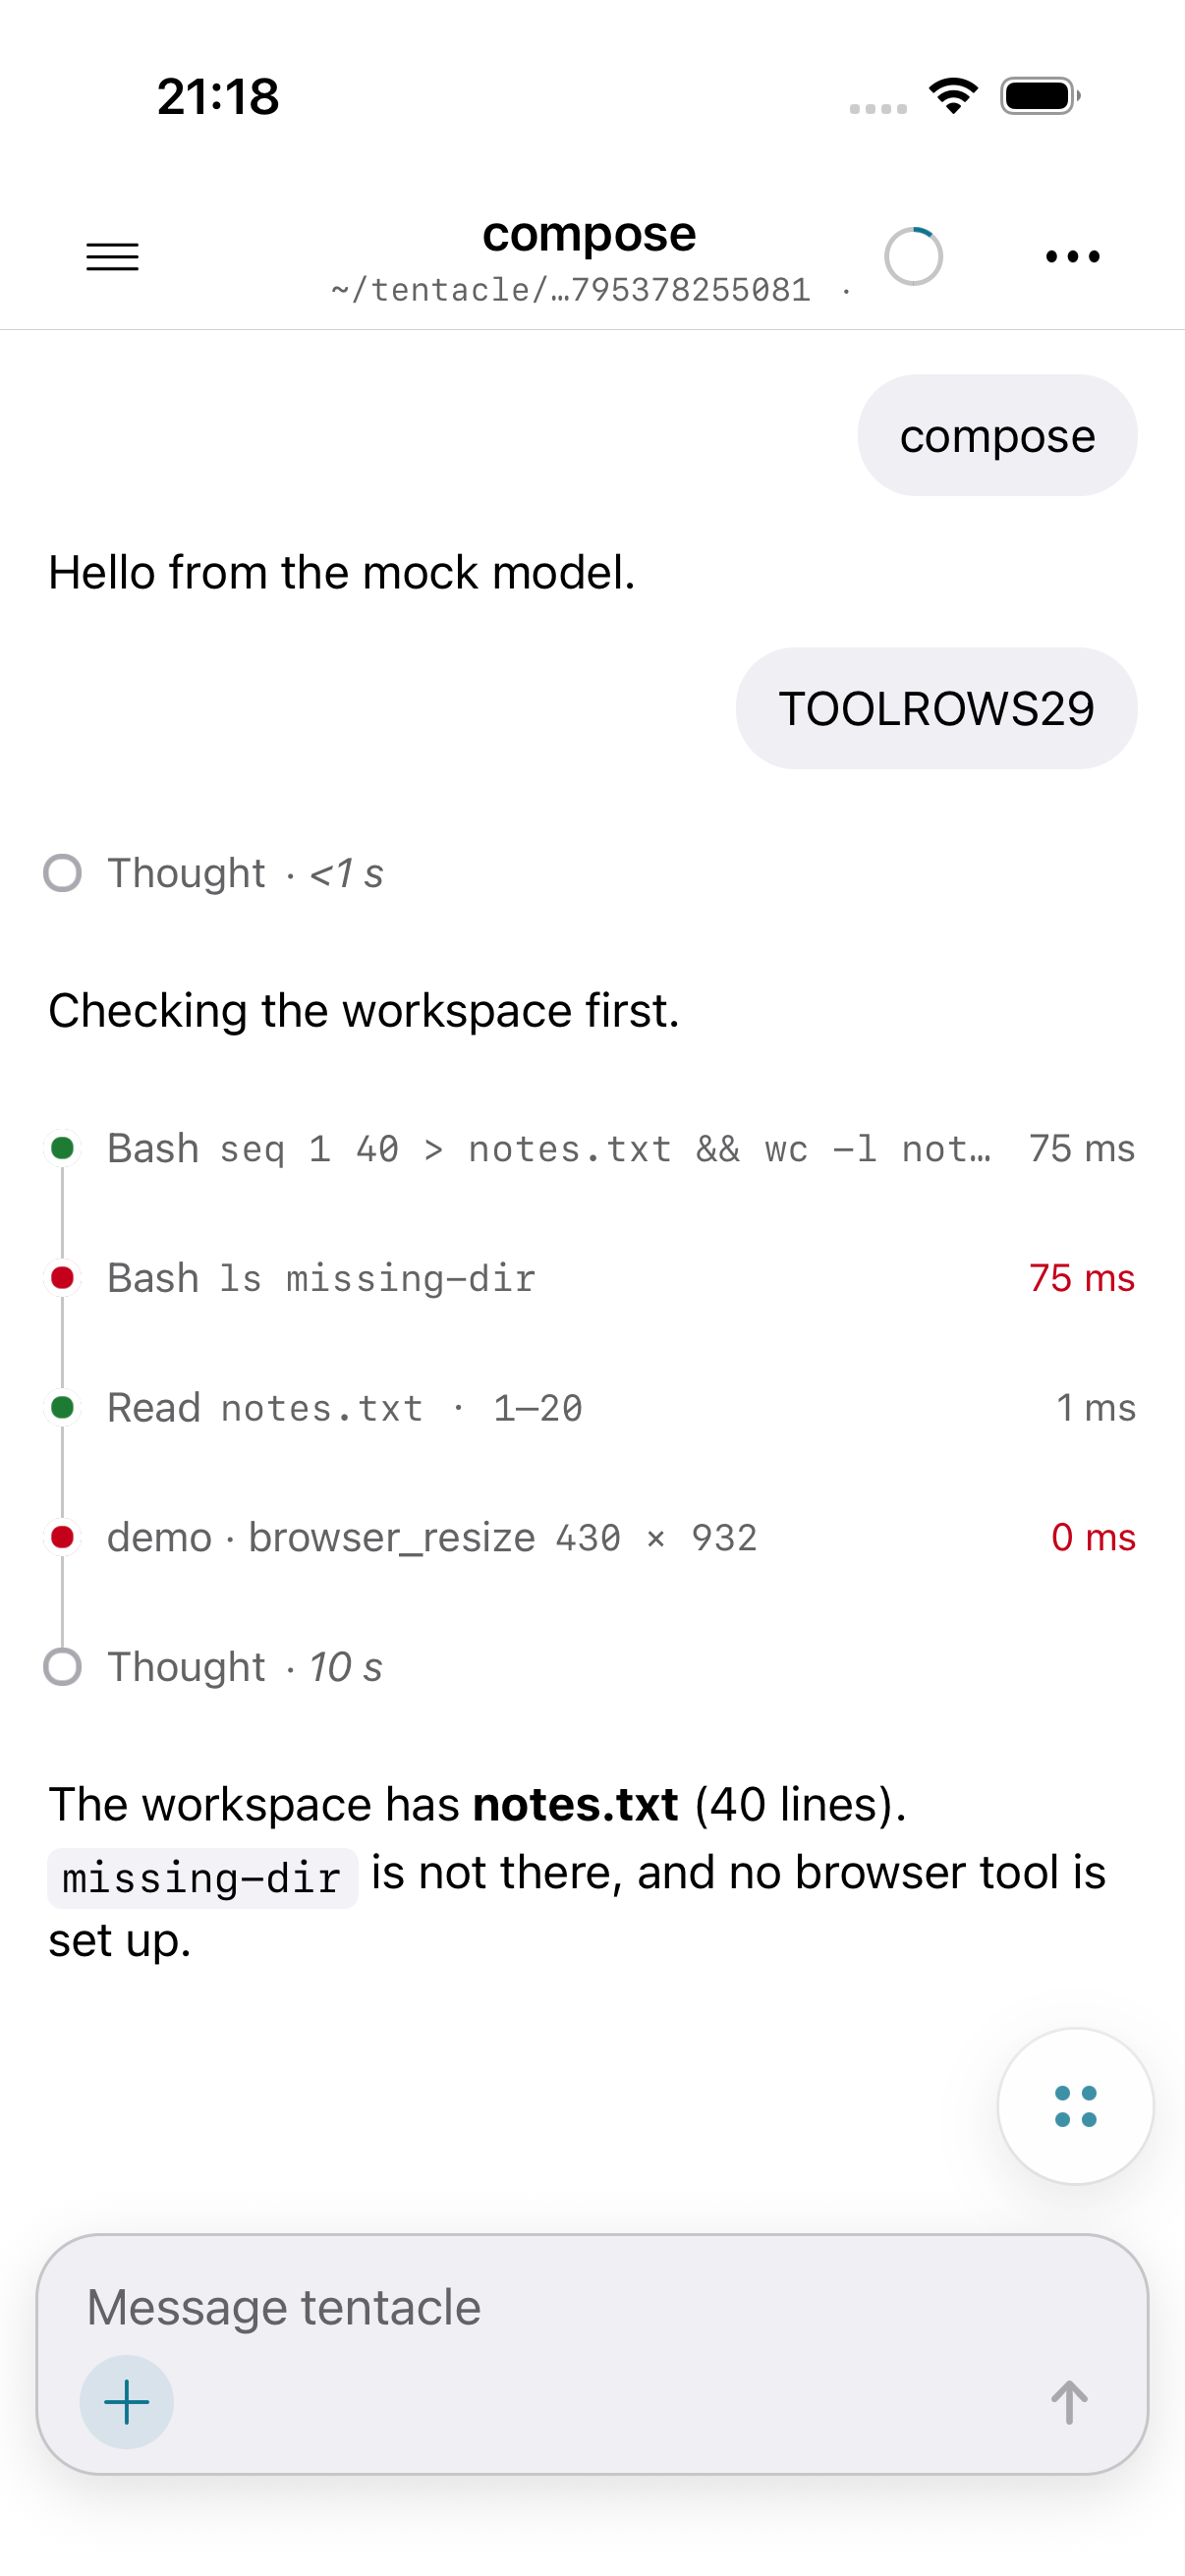 21:18
compose
~/tentacle/…795378255081 ·
compose
Hello from the mock model.
TOOLROWS29
Thought · <1 s
Checking the workspace first.
Bash seq 1 40 > notes.txt && wc -l not… 75 ms
Bash ls missing-dir 75 ms
Read notes.txt · 1–20 1 ms
demo · browser_resize 430 × 932 0 ms
Thought · 10 s
The workspace has notes.txt (40 lines).
missing-dir is not there, and no browser tool is
set up.
Message tentacle